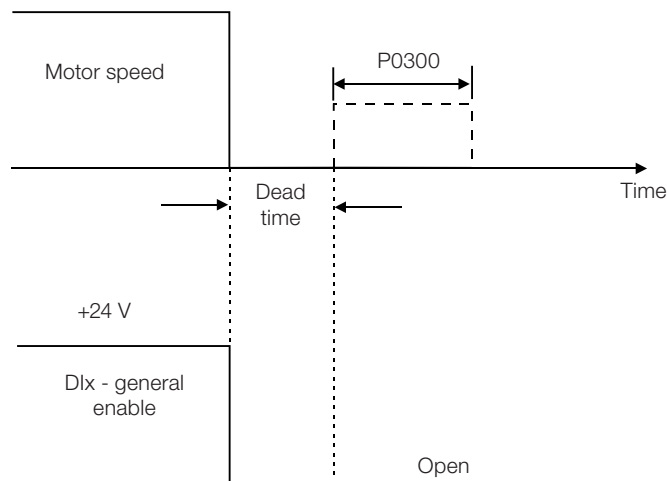 P0300
Motor speed
Time
Dead
time
+24 V
DIx - general
enable
Open